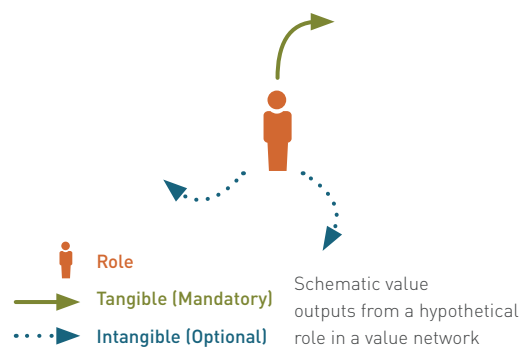 Role
Tangible (Mandatory)
Intangible (Optional)
Schematic value
outputs from a hypothetical
role in a value network